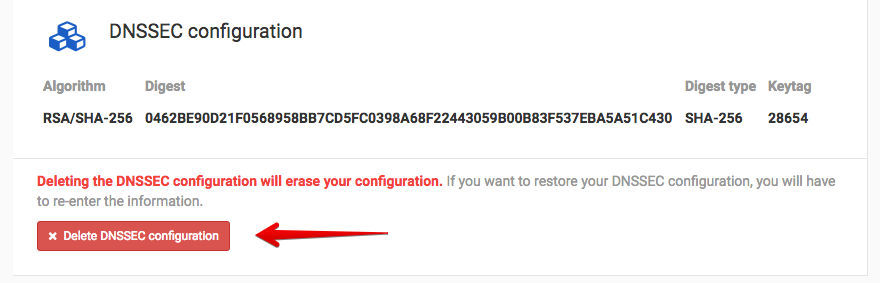 DNSSEC configuration
Algorithm Digest Digest type Keytag
RSA/SHA-256 0462BE90D21F0568958BB7CD5FC0398A68F22443059B00B83F537EBA5A51C430 SHA-256 28654
Deleting the DNSSEC configuration will erase your configuration. If you want to restore your DNSSEC configuration, you will have
to re-enter the information.
Delete DNSSEC configuration